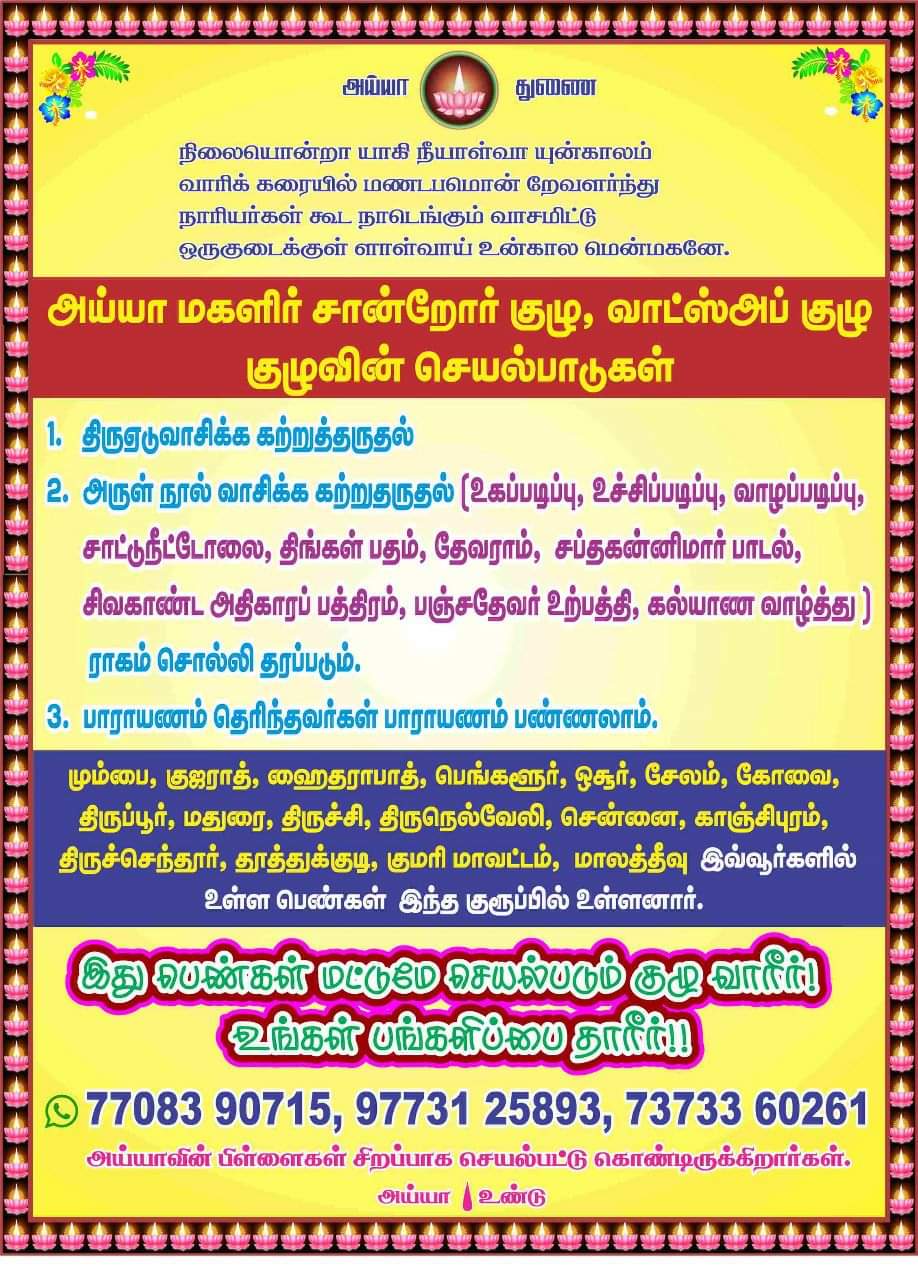 அய்யா துணை
நிலையொன்றா யாகி நீயாள்வா யுன்காலம்
வாரிக் கரையில் மணடபமொன் றேவளர்ந்து
நாரியர்கள் கூட நாடெங்கும் வாசமிட்டு
ஒருகுடைக்குள் ளாள்வாய் உன்கால மென்மகனே.
அய்யா மகளிர் சான்றோர் குழு, வாட்ஸ்அப் குழு
குழுவின் செயல்பாடுகள்
1. திருஏடுவாசிக்க கற்றுத்தருதல்
2. அருள் நூல் வாசிக்க கற்றுதருதல் (உகப்படிப்பு, உச்சிப்படிப்பு, வாழப்படிப்பு,
சாட்டுநீட்டோலை, திங்கள் பதம், தேவராம், சப்தகன்னிமார் பாடல்,
சிவகாண்ட அதிகாரப் பத்திரம், பஞ்சதேவர் உற்பத்தி, கல்யாண வாழ்த்து )
ராகம் சொல்லி தரப்படும்.
3. பாராயணம் தெரிந்தவர்கள் பாராயணம் பண்ணலாம்.
மும்பை, குஜராத், ஹைதராபாத், பெங்களூர், ஒசூர், சேலம், கோவை,
திருப்பூர், மதுரை, திருச்சி, திருநெல்வேலி, சென்னை, காஞ்சிபுரம்,
திருச்செந்தூர், தூத்துக்குடி, குமரி மாவட்டம், மாலத்தீவு இவ்வூர்களில்
உள்ள பெண்கள் இந்த குரூப்பில் உள்ளனார்.
இது பெண்கள் மட்டுமே செயல்படும் குழு வாரீர்!
உங்கள் பங்களிப்பை தாரீர்!!
77083 90715, 97731 25893, 73733 60261
அய்யாவின் பிள்ளைகள் சிறப்பாக செயல்பட்டு கொண்டிருக்கிறார்கள்.
அய்யா உண்டு